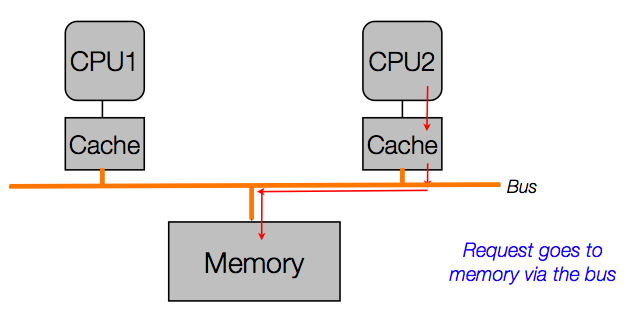 CPU1
CPU2
Cache
Cache
Bus
Memory
Request goes to
memory via the bus